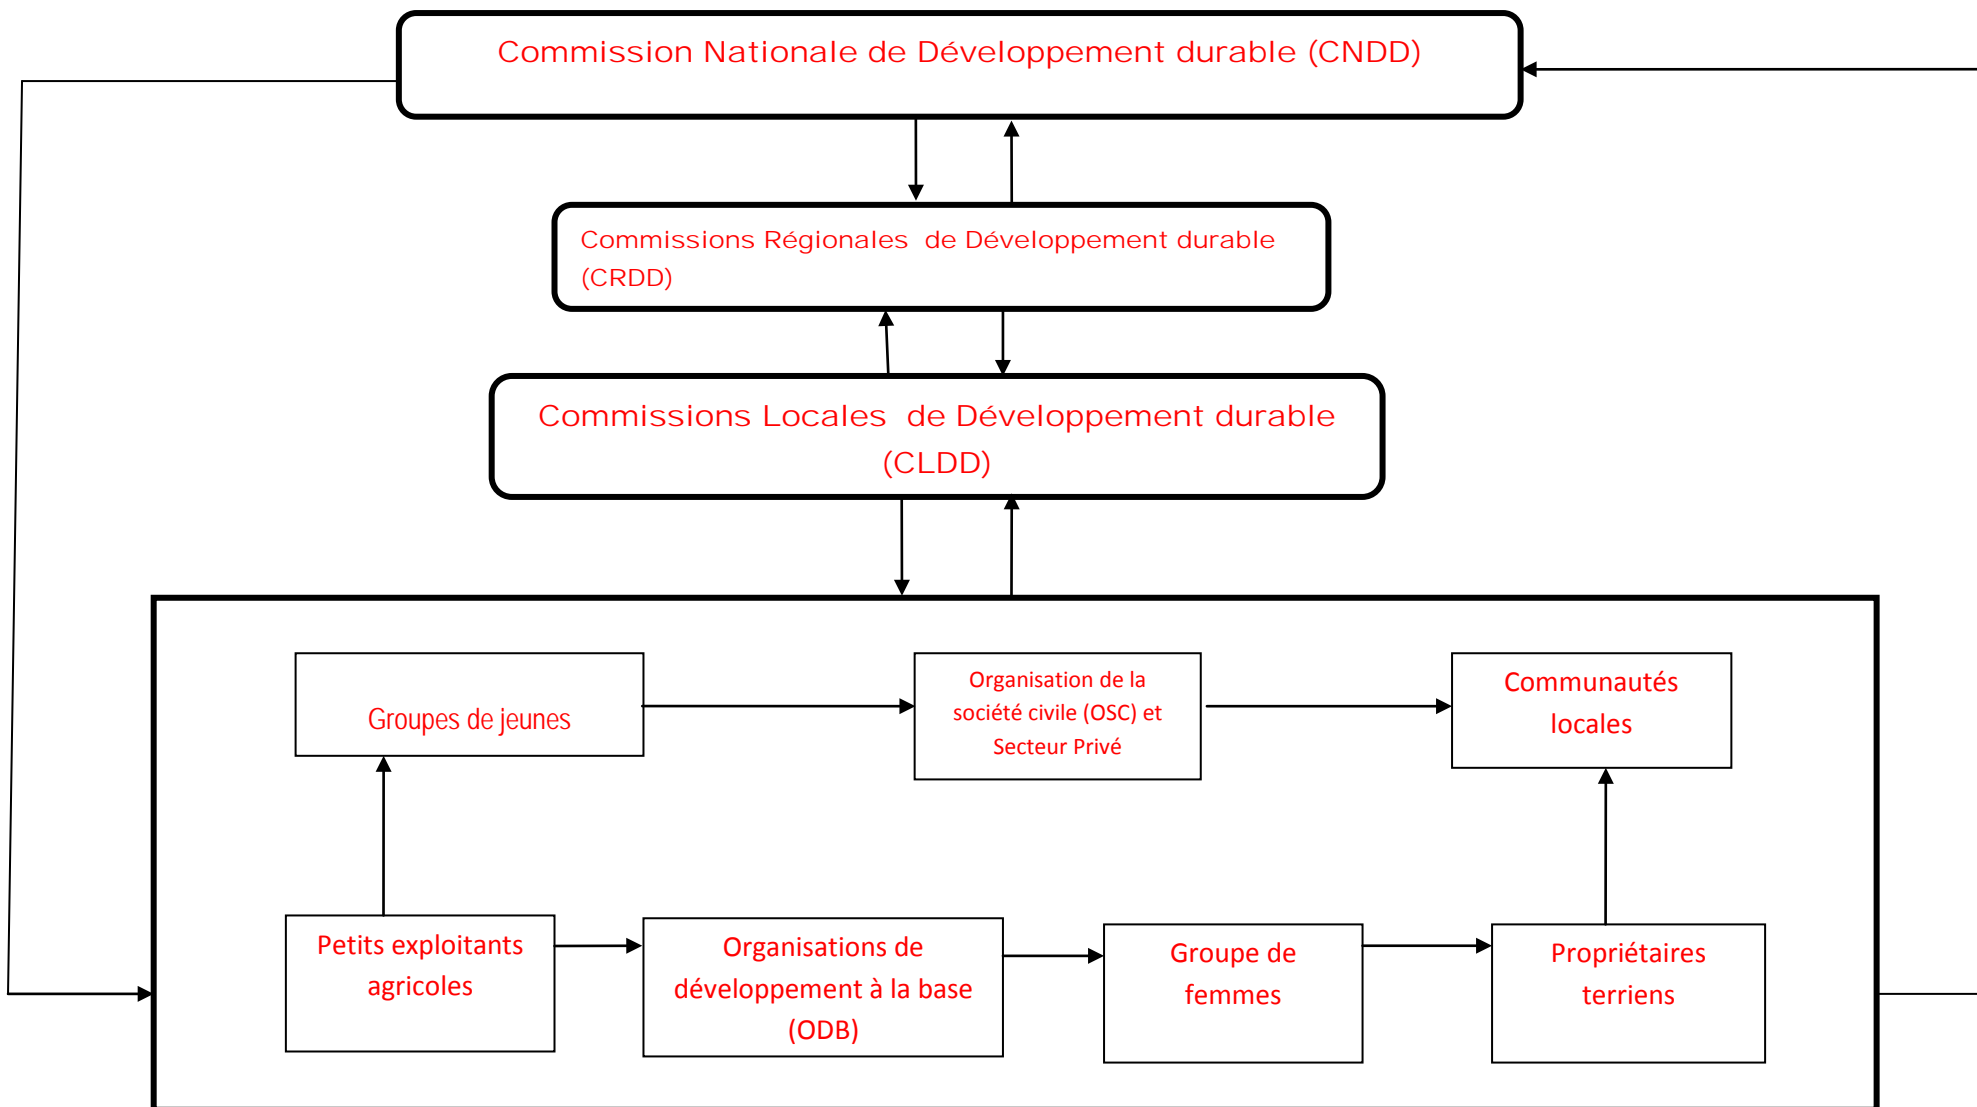 Commission Nationale de Développement durable (CNDD)
Commissions Régionales de Développement durable
(CRDD)
Commissions Locales de Développement durable
(CLDD)
Groupes de jeunes
Organisation de la
société civile (OSC) et
Secteur Privé
Communautés
locales
Petits exploitants
agricoles
Organisations de
développement à la base
(ODB)
Groupe de
femmes
Propriétaires
terriens